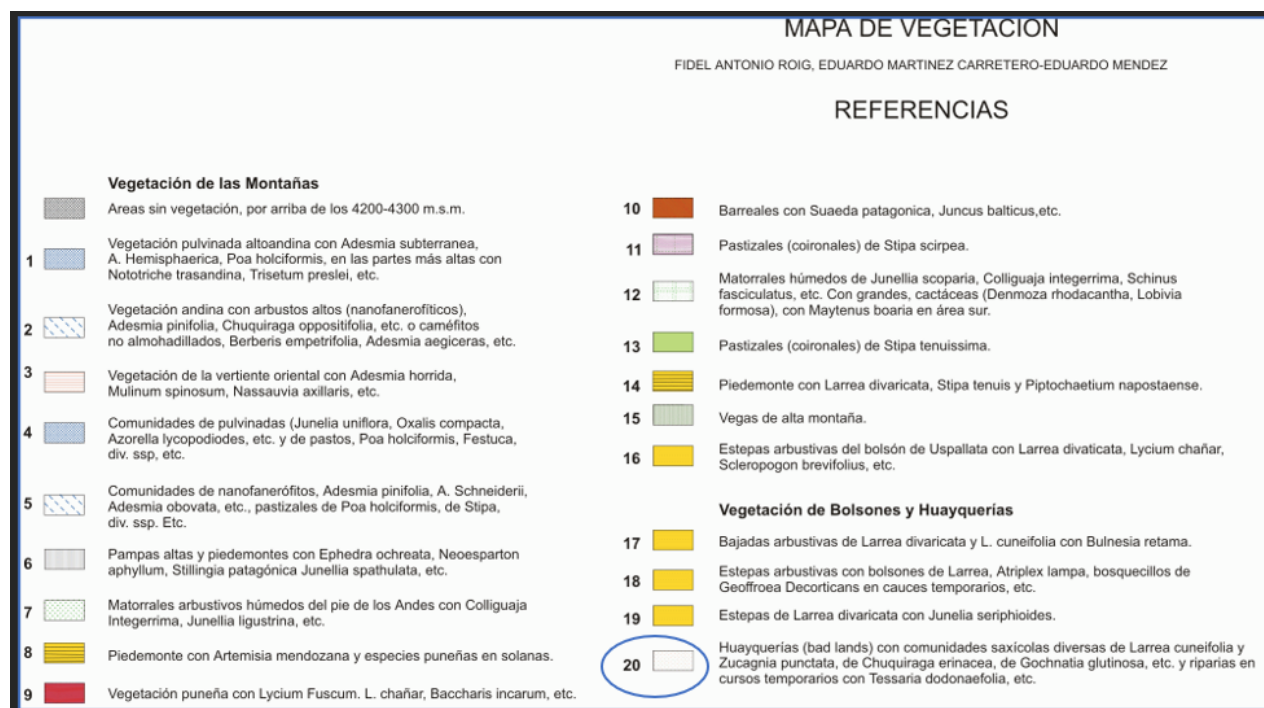 MAPA DE VEGETACION
FIDEL ANTONIO ROIG, EDUARDO MARTINEZ CARRETERO-EDUARDO MENDEZ
REFERENCIAS
Vegetación de las Montañas
Areas sin vegetación, por arriba de los 4200-4300 m.s.m.
1
Vegetación pulvinada altoandina con Adesmia subterranea,
A. Hemisphaerica, Poa holciformis, en las partes más altas con
Nototriche trasandina, Trisetum preslei, etc.
2
Vegetación andina con arbustos altos (nanofanerofíticos),
Adesmia pinifolia, Chuquiraga oppositifolia, etc. o caméfitos
no almohadillados, Berberis empetrifolia, Adesmia aegiceras, etc.
3
Vegetación de la vertiente oriental con Adesmia horrida,
Mulinum spinosum, Nassauvia axillaris, etc.
4
Comunidades de pulvinadas (Junelia uniflora, Oxalis compacta,
Azorella lycopodiodes, etc. y de pastos, Poa holciformis, Festuca,
div. ssp, etc.
5
Comunidades de nanofanerófitos, Adesmia pinifolia, A. Schneiderii,
Adesmia obovata, etc., pastizales de Poa holciformis, de Stipa,
div. ssp. Etc.
6
Pampas altas y piedemontes con Ephedra ochreata, Neoesparton
aphyllum, Stillingia patagónica Junellia spathulata, etc.
7
Matorrales arbustivos húmedos del pie de los Andes con Colliguaja
Integerrima, Junellia ligustrina, etc.
8
Piedemonte con Artemisia mendozana y especies puneñas en solanas.
9
Vegetación puneña con Lycium Fuscum. L. chañar, Baccharis incarum, etc.
10
Barreales con Suaeda patagonica, Juncus balticus,etc.
11
Pastizales (coironales) de Stipa scirpea.
12
Matorrales húmedos de Junellia scoparia, Colliguaja integerrima, Schinus
fasciculatus, etc. Con grandes, cactáceas (Denmoza rhodacantha, Lobivia
formosa), con Maytenus boaria en área sur.
13
Pastizales (coironales) de Stipa tenuissima.
14
Piedemonte con Larrea divaricata, Stipa tenuis y Piptochaetium napostaense.
15
Vegas de alta montaña.
16
Estepas arbustivas del bolsón de Uspallata con Larrea divaticata, Lycium chañar,
Scleropogon brevifolius, etc.
Vegetación de Bolsones y Huayquerías
17
Bajadas arbustivas de Larrea divaricata y L. cuneifolia con Bulnesia retama.
18
Estepas arbustivas con bolsones de Larrea, Atriplex lampa, bosquecillos de
Geoffroea Decorticans en cauces temporarios, etc.
19
Estepas de Larrea divaricata con Junelia seriphioides.
20
Huayquerías (bad lands) con comunidades saxícolas diversas de Larrea cuneifolia y
Zucagnia punctata, de Chuquiraga erinacea, de Gochnatia glutinosa, etc. y riparias en
cursos temporarios con Tessaria dodonaefolia, etc.